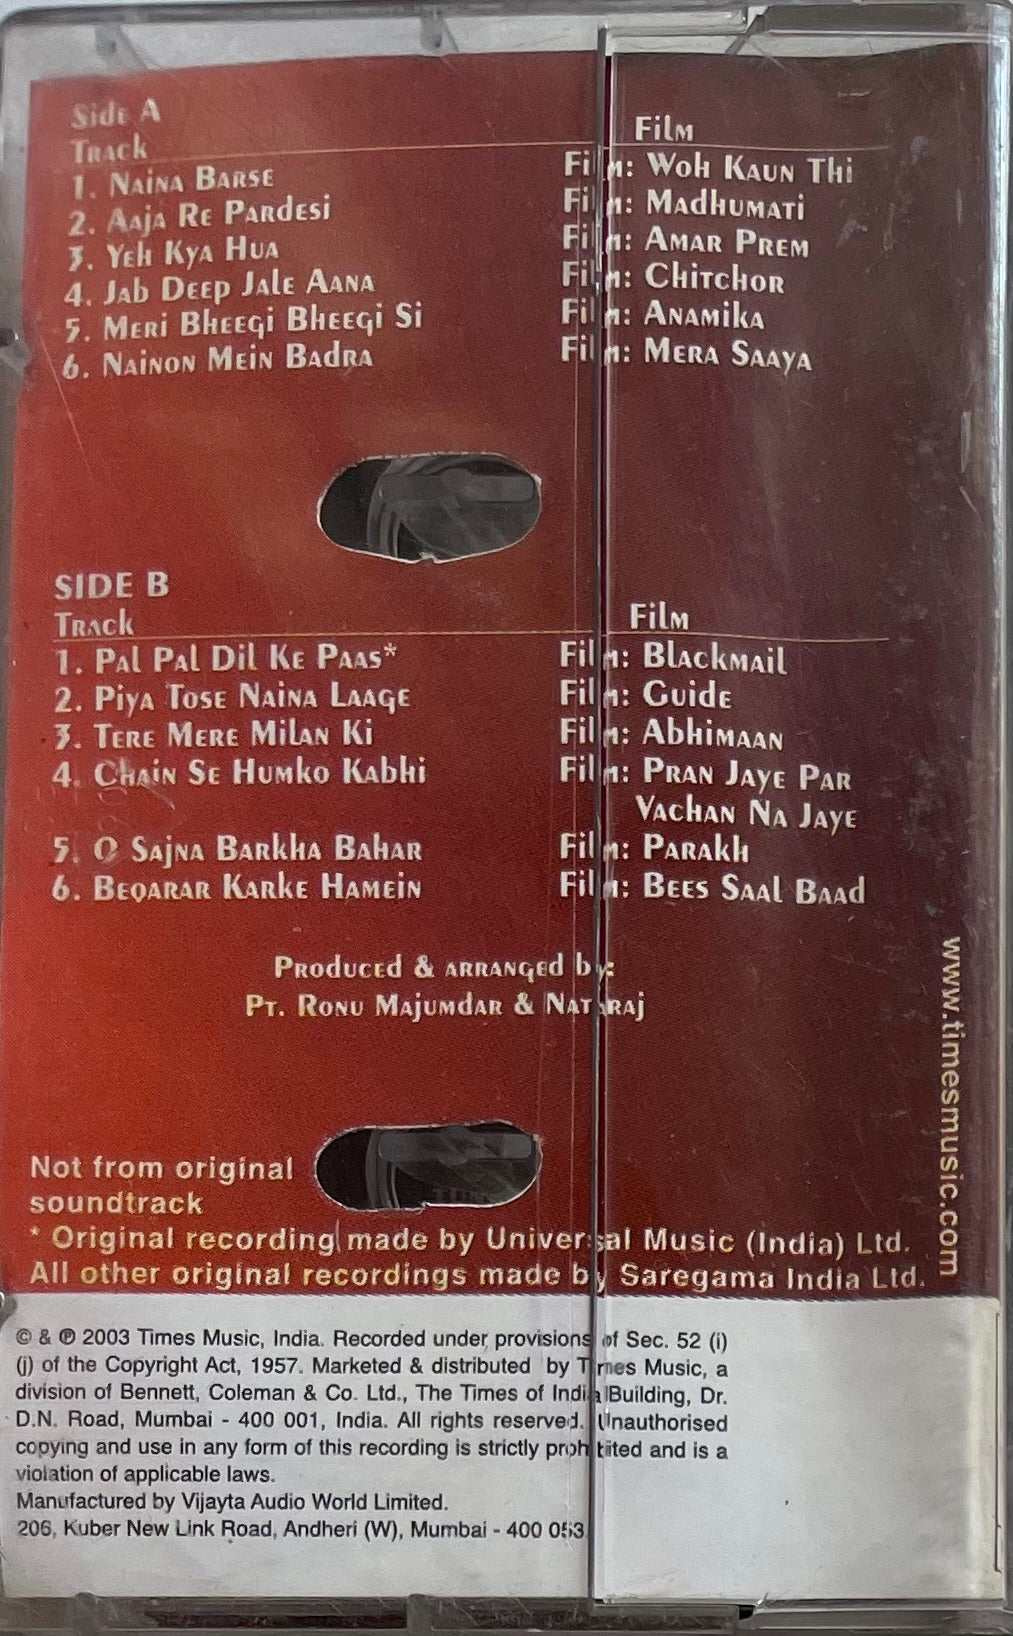 Side A
Track Film
1. Naina Barse Film: Woh Kaun Thi
2. Aaja Re Pardesi Film: Madhumati
3. Yeh Kya Hua Film: Amar Prem
4. Jab Deep Jale Aana Film: Chitchor
5. Meri Bheegi Bheegi Si Film: Anamika
6. Nainon Mein Badra Film: Mera Saaya
SIDE B
Track Film
1. Pal Pal Dil Ke Paas* Film: Blackmail
2. Piya Tose Naina Laage Film: Guide
3. Tere Mere Milan Ki Film: Abhimaan
4. Chain Se Humko Kabhi Film: Pran Jaye Par
Vachan Na Jaye
5. O Sajna Barkha Bahar Film: Parakh
6. Beqarar Karke Hamein Film: Bees Saal Baad
Produced & arranged by:
Pt. Ronu Majumdar & Nataraj
www.timesmusic.com
Not from original
soundtrack
* Original recording made by Universal Music (India) Ltd.
All other original recordings made by Saregama India Ltd.
© & ℗ 2003 Times Music, India. Recorded under provisions of Sec. 52 (i)
(j) of the Copyright Act, 1957. Marketed & distributed by Times Music, a
division of Bennett, Coleman & Co. Ltd., The Times of India Building, Dr.
D.N. Road, Mumbai - 400 001, India. All rights reserved. Unauthorised
copying and use in any form of this recording is strictly prohibited and is a
violation of applicable laws.
Manufactured by Vijayta Audio World Limited.
206, Kuber New Link Road, Andheri (W), Mumbai - 400 053